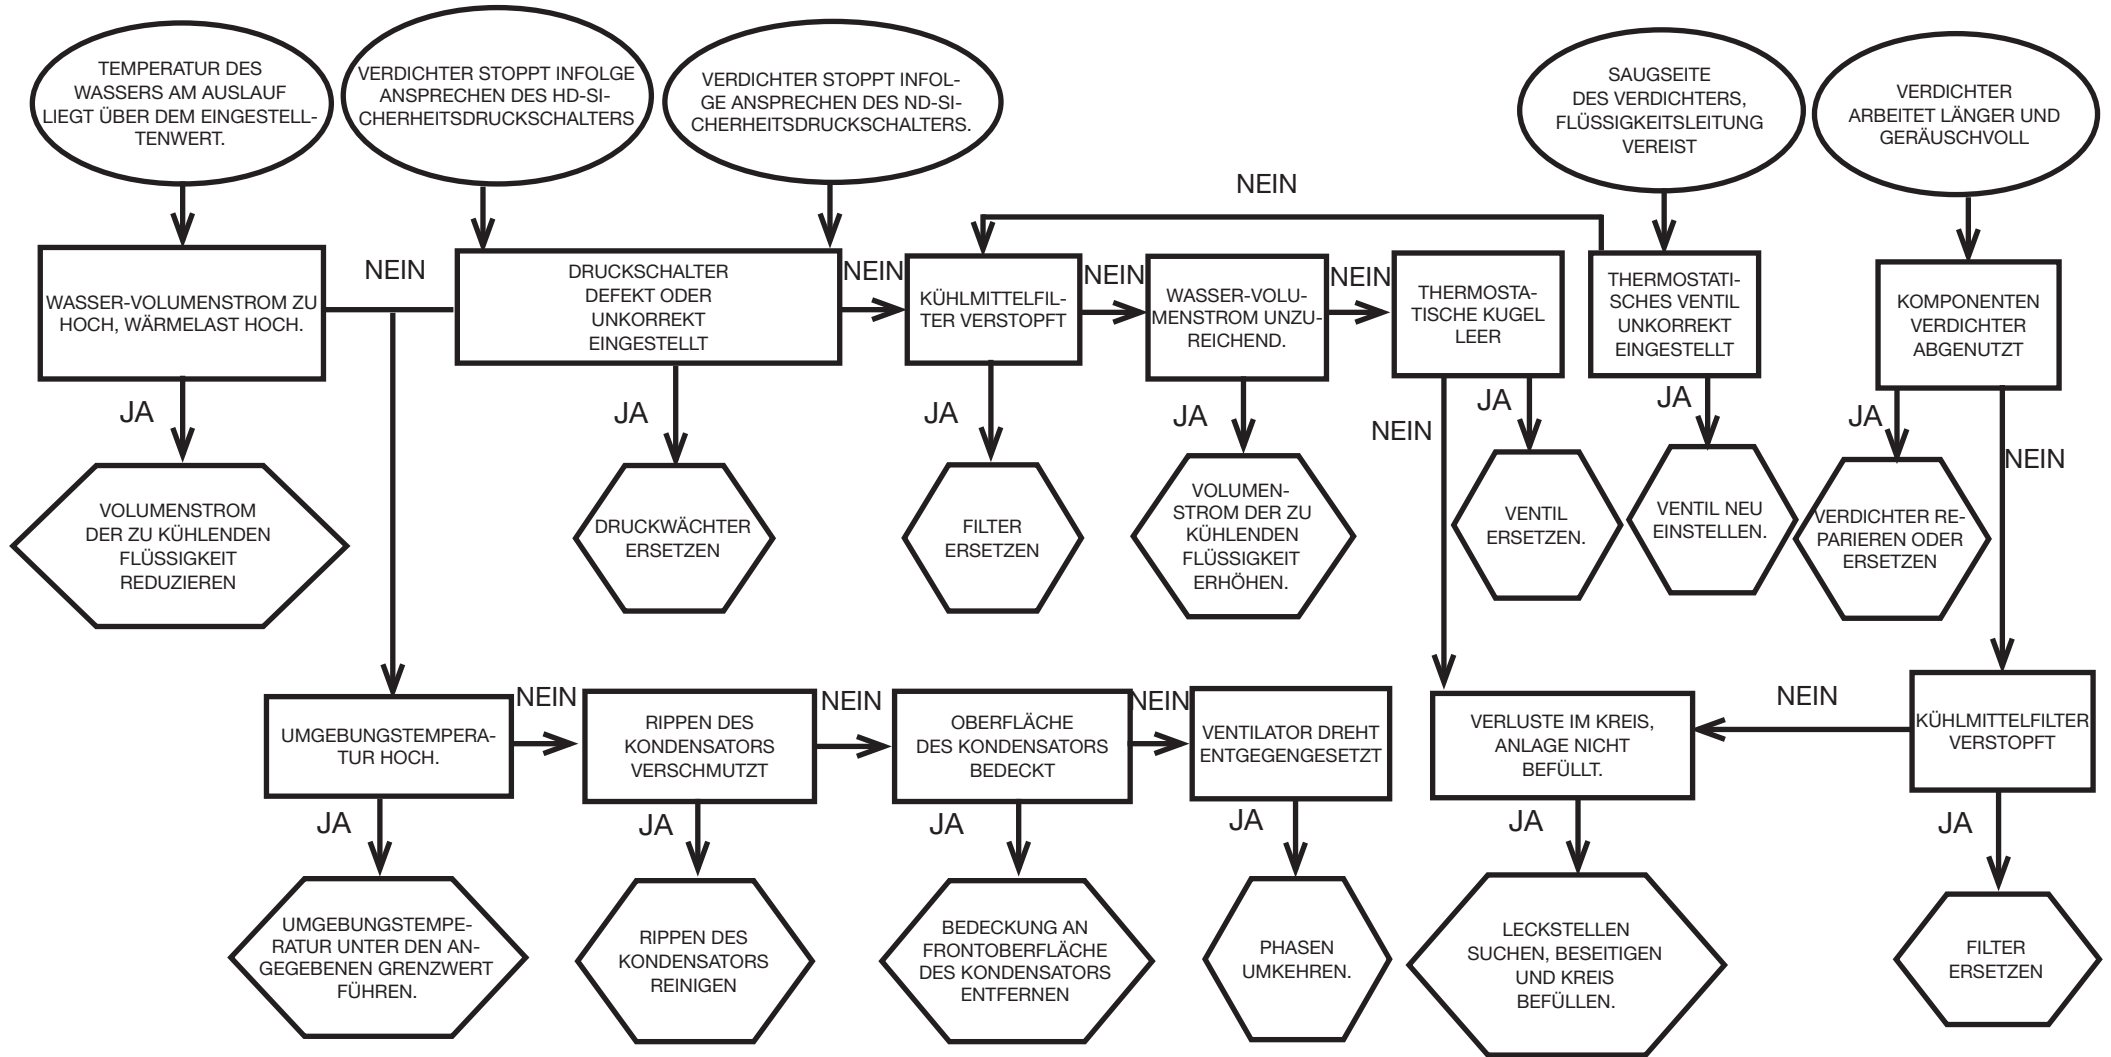 TEMPERATUR DES
WASSERS AM AUSLAUF
LIEGT ÜBER DEM EINGESTELL-
TENWERT.
VERDICHTER STOPPT INFOLGE
ANSPRECHEN DES HD-SI-
CHERHEITSDRUCKSCHALTERS
VERDICHTER STOPPT INFOL-
GE ANSPRECHEN DES ND-SI-
CHERHEITSDRUCKSCHALTERS.
SAUGSEITE
DES VERDICHTERS,
FLÜSSIGKEITSLEITUNG
VEREIST
VERDICHTER
ARBEITET LÄNGER UND
GERÄUSCHVOLL
NEIN
WASSER-VOLUMENSTROM ZU
HOCH, WÄRMELAST HOCH.
NEIN
DRUCKSCHALTER
DEFEKT ODER
UNKORREKT
EINGESTELLT
NEIN
KÜHLMITTELFIL-
TER VERSTOPFT
NEIN
WASSER-VOLU-
MENSTROM UNZU-
REICHEND.
NEIN
THERMOSTA-
TISCHE KUGEL
LEER
THERMOSTATI-
SCHES VENTIL
UNKORREKT
EINGESTELLT
KOMPONENTEN
VERDICHTER
ABGENUTZT
JA
JA
JA
JA
NEIN
JA
JA
JA
NEIN
VOLUMENSTROM
DER ZU KÜHLENDEN
FLÜSSIGKEIT
REDUZIEREN
DRUCKWÄCHTER
ERSETZEN
FILTER
ERSETZEN
VOLUMEN-
STROM DER ZU
KÜHLENDEN
FLÜSSIGKEIT
ERHÖHEN.
VENTIL
ERSETZEN.
VENTIL NEU
EINSTELLEN.
VERDICHTER RE-
PARIEREN ODER
ERSETZEN
UMGEBUNGSTEMPERA-
TUR HOCH.
NEIN
RIPPEN DES
KONDENSATORS
VERSCHMUTZT
NEIN
OBERFLÄCHE
DES KONDENSATORS
BEDECKT
NEIN
VENTILATOR DREHT
ENTGEGENGESETZT
VERLUSTE IM KREIS,
ANLAGE NICHT
BEFÜLLT.
NEIN
KÜHLMITTELFILTER
VERSTOPFT
JA
JA
JA
JA
JA
JA
UMGEBUNGSTEMPE-
RATUR UNTER DEN AN-
GEGEBENEN GRENZWERT
FÜHREN.
RIPPEN DES
KONDENSATORS
REINIGEN
BEDECKUNG AN
FRONTOBERFLÄCHE
DES KONDENSATORS
ENTFERNEN
PHASEN
UMKEHREN.
LECKSTELLEN
SUCHEN, BESEITIGEN
UND KREIS
BEFÜLLEN.
FILTER
ERSETZEN